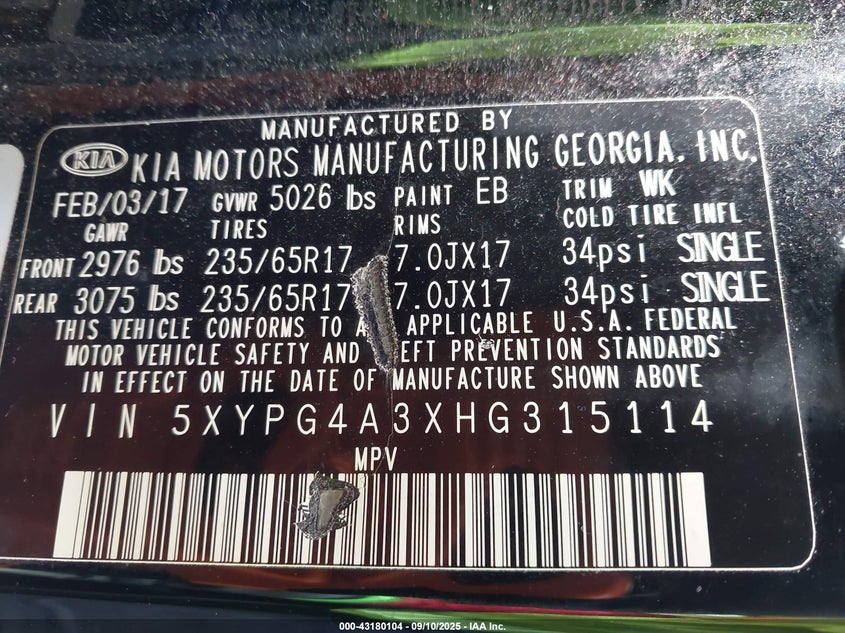 MANUFACTURED BY
KIA KIA MOTORS MANUFACTURING GEORGIA, INC.
FEB/03/17 GVWR 5026 lbs PAINT EB TRIM WK
GAWR TIRES RIMS COLD TIRE INFL
FRONT 2976 lbs 235/65R17 7.0JX17 34psi SINGLE
REAR 3075 lbs 235/65R17 7.0JX17 34psi SINGLE
THIS VEHICLE CONFORMS TO APPLICABLE U.S.A. FEDERAL
MOTOR VEHICLE SAFETY AND PREVENTION STANDARDS
IN EFFECT ON THE DATE OF MANUFACTURE SHOWN ABOVE
VIN 5XYPG4A3XHG315114
MPV
000-43180104 - 09/10/2025 - IAA Inc.